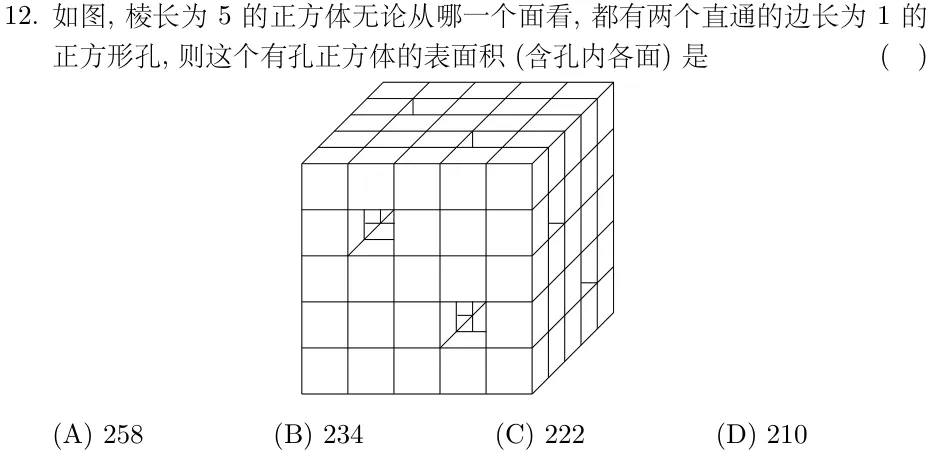 12. 如图, 棱长为 5 的正方体无论从哪一个面看, 都有两个直通的边长为 1 的
正方形孔, 则这个有孔正方体的表面积 (含孔内各面) 是 ( )
(A) 258 (B) 234 (C) 222 (D) 210